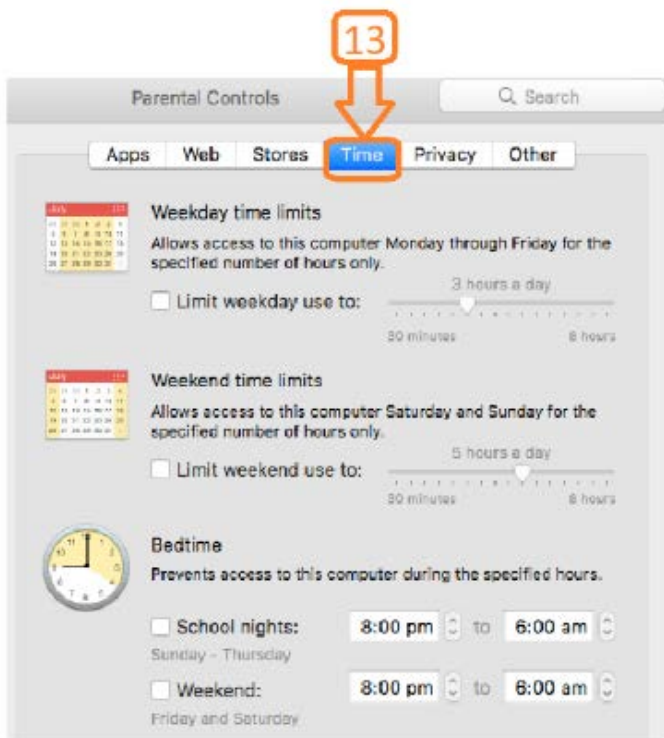 13
Parental Controls
Search
Apps Web Stores Time Privacy Other
Weekday time limits
Allows access to this computer Monday through Friday for the
specified number of hours only.
3 hours a day
Limit weekday use to:
30 minutes 8 hours
Weekend time limits
Allows access to this computer Saturday and Sunday for the
specified number of hours only.
5 hours a day
Limit weekend use to:
30 minutes 8 hours
Bedtime
Prevents access to this computer during the specified hours.
School nights: 8:00 pm to 6:00 am
Sunday - Thursday
Weekend: 8:00 pm to 6:00 am
Friday and Saturday